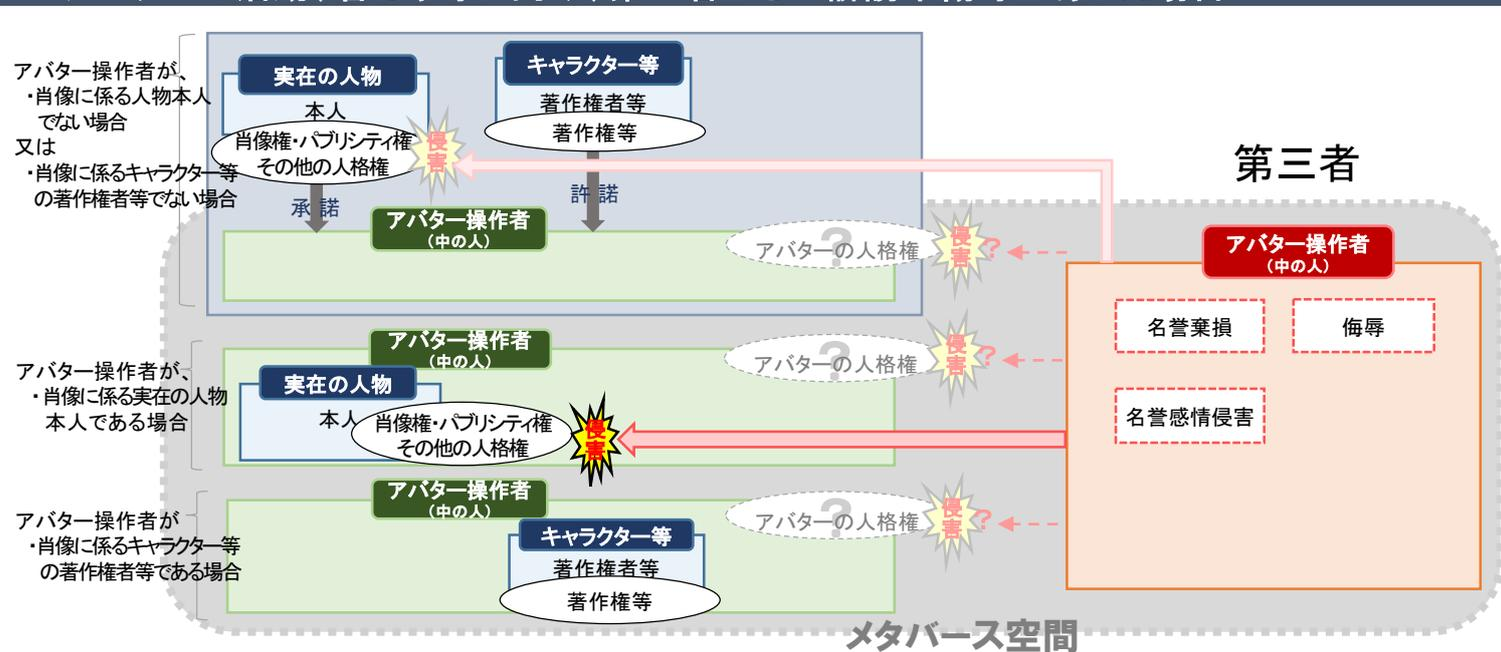 アバター操作者が、
・肖像に係る人物本人
でない場合
又は
・肖像に係るキャラクター等
の著作権者等でない場合
実在の人物
本人
肖像権・パブリシティ権
その他の人格権
侵害
承諾
キャラクター等
著作権者等
著作権等
許諾
アバター操作者
（中の人）
？
アバターの人格権
侵害
？
第三者
アバター操作者
（中の人）
名誉棄損
侮辱
名誉感情侵害
アバター操作者が、
・肖像に係る実在の人物
本人である場合
アバター操作者
（中の人）
実在の人物
本人
肖像権・パブリシティ権
その他の人格権
侵害
？
アバターの人格権
侵害
？
アバター操作者が
・肖像に係るキャラクター等
の著作権者等である場合
アバター操作者
（中の人）
キャラクター等
著作権者等
著作権等
？
アバターの人格権
侵害
？
メタバース空間